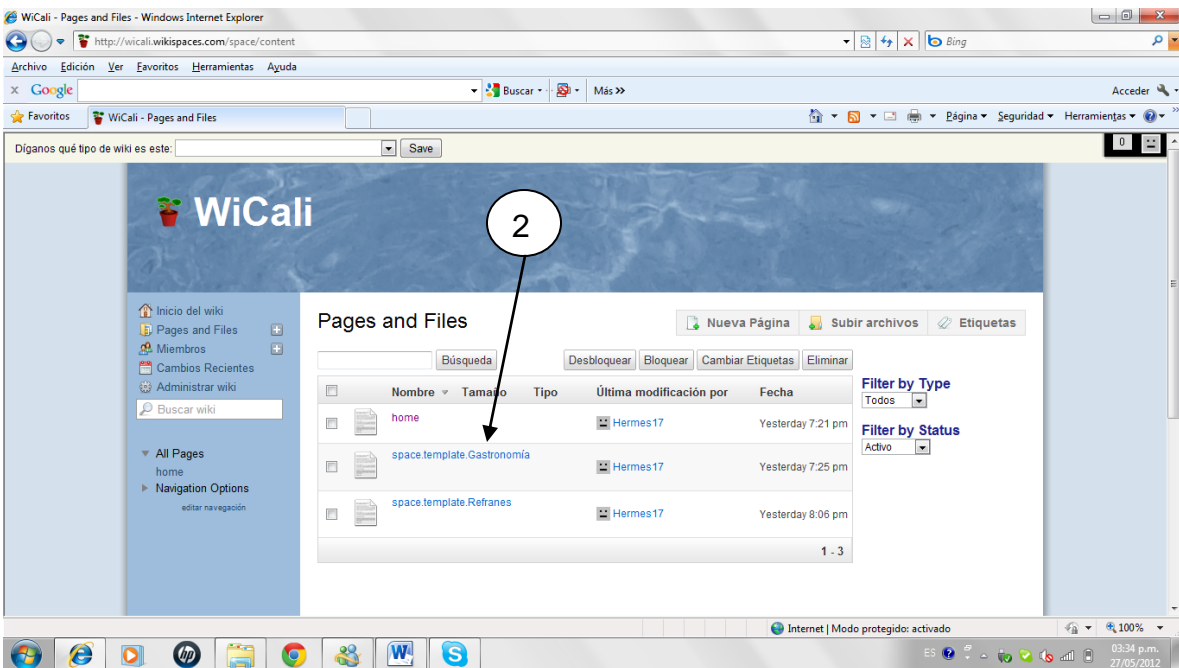 WiCali - Pages and Files - Windows Internet Explorer
http://wicali.wikispaces.com/space/content
Bing
Archivo Edición Ver Favoritos Herramientas Ayuda
x Google Buscar Más >> Acceder
Favoritos WiCali - Pages and Files Página Seguridad Herramientas
Díganos qué tipo de wiki es este: Save 0
WiCali
2
Inicio del wiki
Pages and Files
Miembros
Cambios Recientes
Administrar wiki
Buscar wiki
All Pages
home
Navigation Options
editar navegación
Pages and Files
Nueva Página Subir archivos Etiquetas
Búsqueda Desbloquear Bloquear Cambiar Etiquetas Eliminar
Nombre Tamaño Tipo Última modificación por Fecha
home Hermes17 Yesterday 7:21 pm
space.template.Gastronomía Hermes17 Yesterday 7:25 pm
space.template.Refranes Hermes17 Yesterday 8:06 pm
1 - 3
Filter by Type
Todos
Filter by Status
Activo
Internet | Modo protegido: activado 100%
hp W S ES 03:34 p.m.
27/05/2012